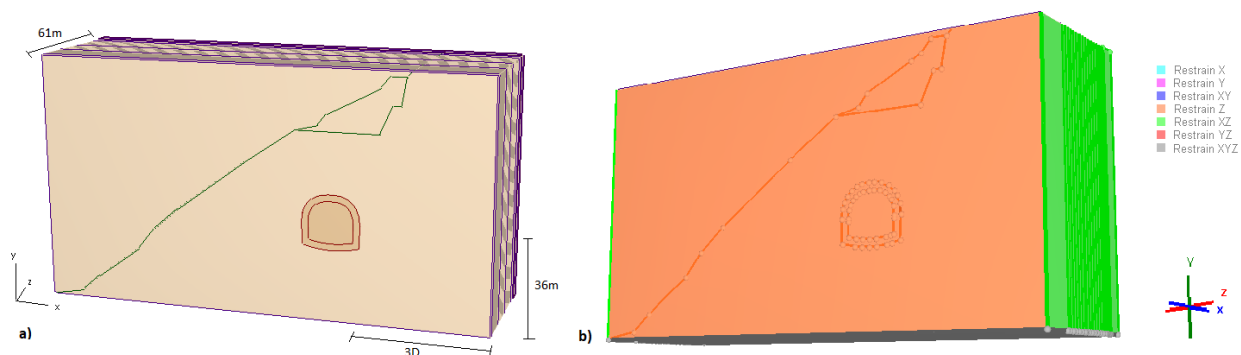 61m
y
z
x
36m
3D
a)
b)
Restrain X
Restrain Y
Restrain XY
Restrain Z
Restrain XZ
Restrain YZ
Restrain XYZ
Y
Z
X